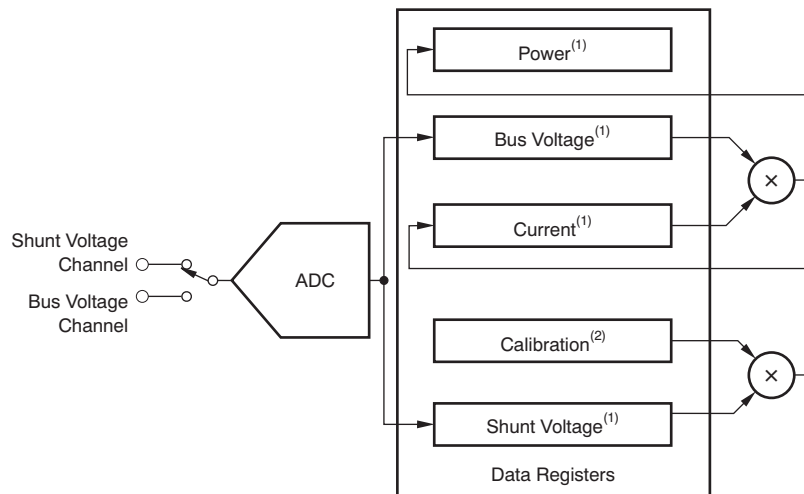 Power(1)
Bus Voltage(1)
×
Current(1)
Shunt Voltage
Channel
ADC
Bus Voltage
Channel
Calibration(2)
×
Shunt Voltage(1)
Data Registers